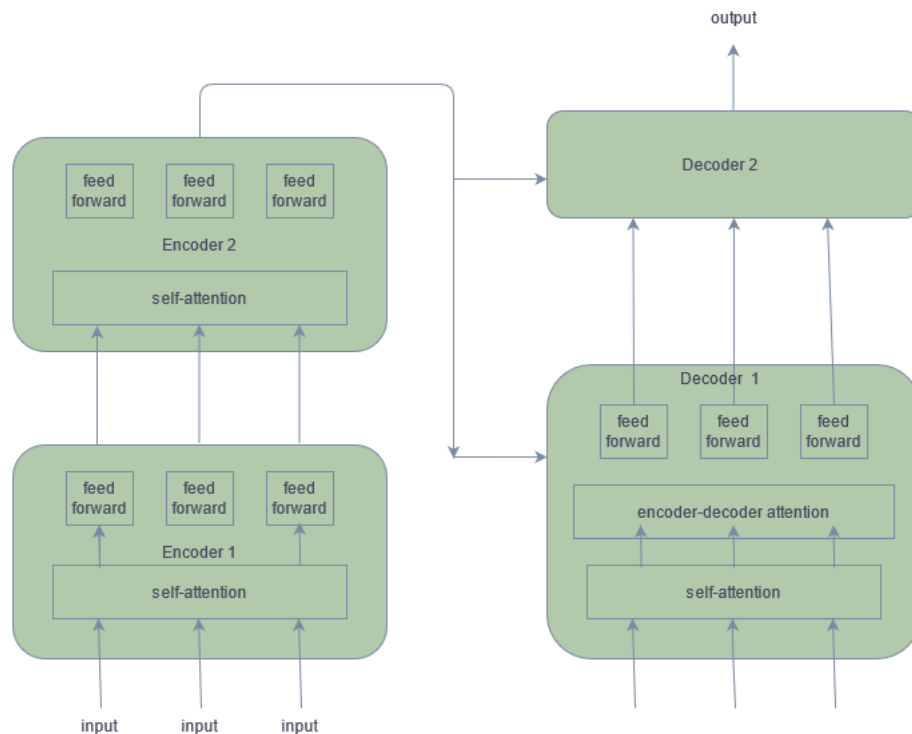 output
Decoder 2
feed
forward
feed
forward
feed
forward
Encoder 2
self-attention
Decoder 1
feed
forward
feed
forward
feed
forward
feed
forward
feed
forward
feed
forward
encoder-decoder attention
Encoder 1
self-attention
self-attention
input
input
input